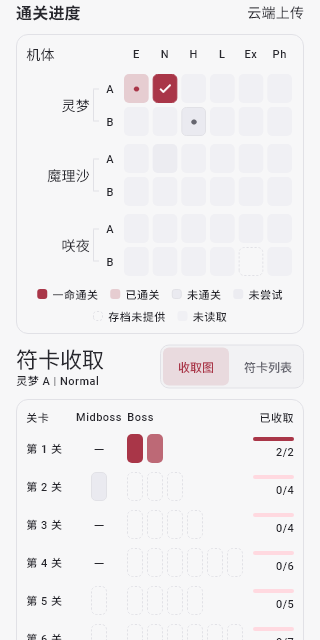 通关进度
云端上传
机体 E N H L Ex Ph
灵梦 A
B
魔理沙 A
B
咲夜 A
B
一命通关 已通关 未通关 未尝试
存档未提供 未读取
符卡收取
灵梦 A | Normal
收取图 符卡列表
关卡 Midboss Boss 已收取
第 1 关 — 2/2
第 2 关 0/4
第 3 关 — 0/4
第 4 关 — 0/6
第 5 关 0/5
第 6 关